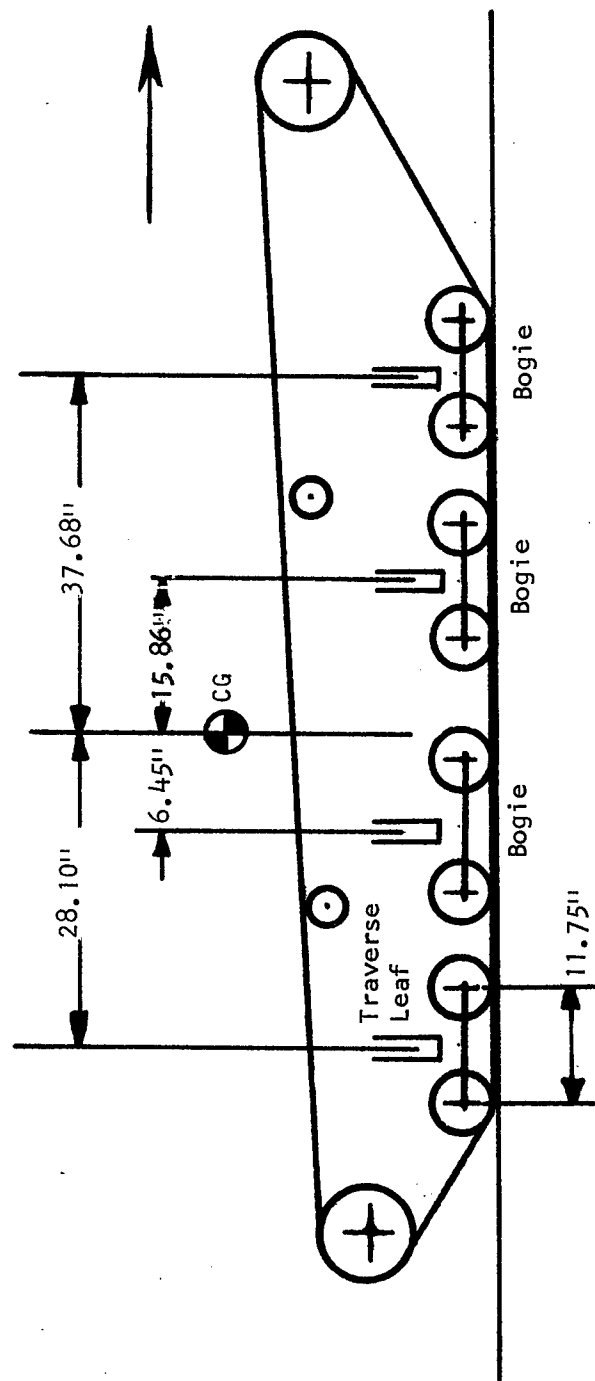 37.68"
15.86"
CG
6.45"
28.10"
Traverse
Leaf
11.75"
Bogie
Bogie
Bogie